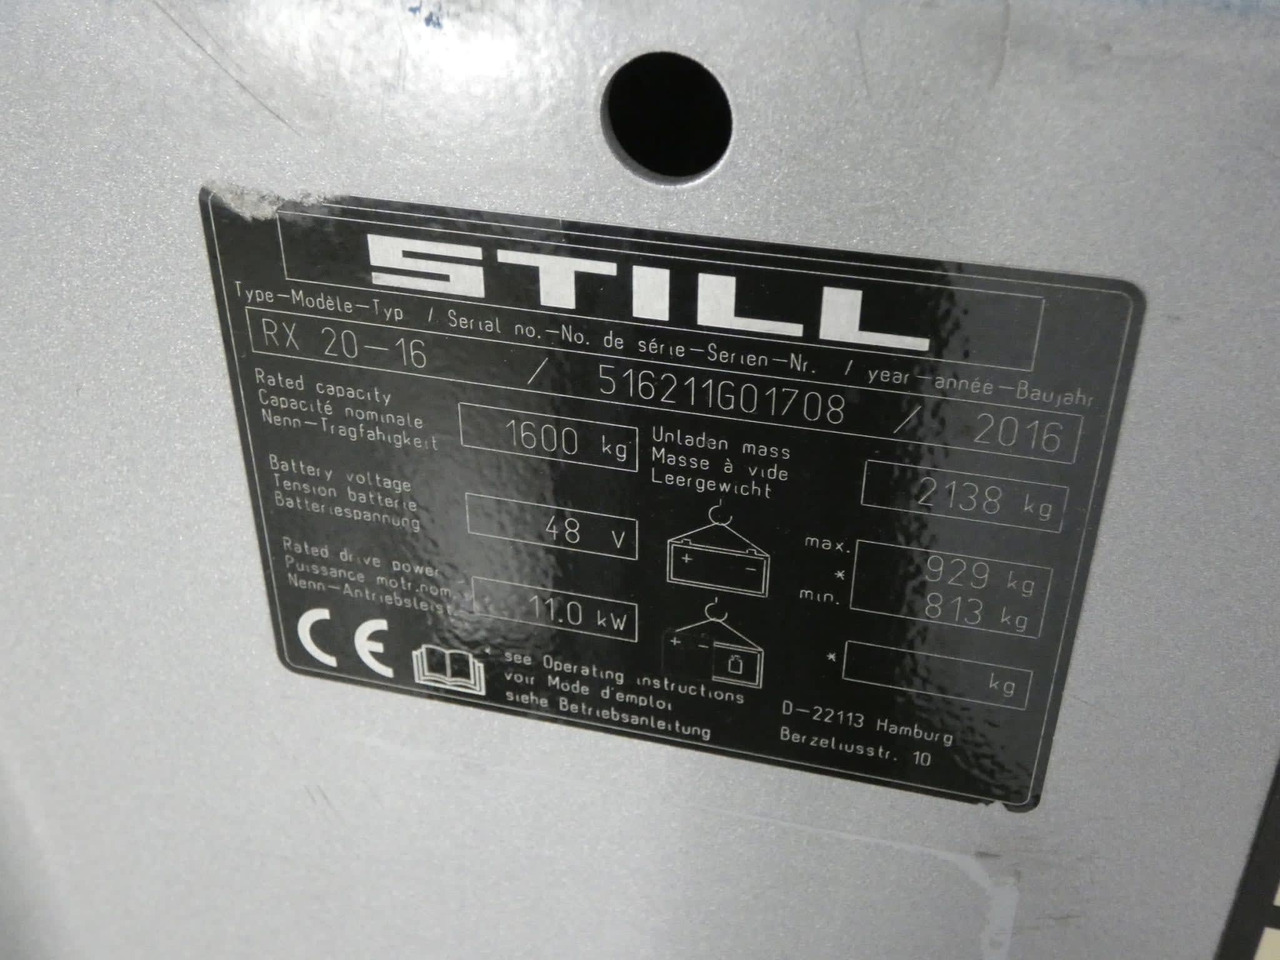 STILL
Type-Modèle-Typ / Serial no.-No. de série-Serien-Nr. / year-année-Baujahr
RX 20-16 / 516211G01708 / 2016
Rated capacity
Capacité nominale
Nenn-Tragfähigkeit
1600 kg
Unladen mass
Masse à vide
Leergewicht
2138 kg
Battery voltage
Tension batterie
Batteriespannung
48 V
+ -
max. 929 kg
*
min. 813 kg
Rated drive power
Puissance motr.nom.
Nenn-Antriebsleist.
11.0 kW
+ -
* kg
CE
* see Operating instructions
voir Mode d'emploi
siehe Betriebsanleitung
D-22113 Hamburg
Berzeliusstr. 10